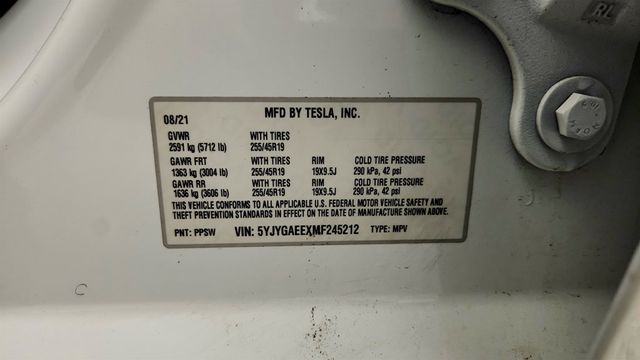 RL
08/21 MFD BY TESLA, INC.
GVWR WITH TIRES
2591 kg (5712 lb) 255/45R19
GAWR FRT WITH TIRES RIM COLD TIRE PRESSURE
1363 kg (3004 lb) 255/45R19 19X9.5J 290 kPa, 42 psi
GAWR RR WITH TIRES RIM COLD TIRE PRESSURE
1636 kg (3606 lb) 255/45R19 19X9.5J 290 kPa, 42 psi
THIS VEHICLE CONFORMS TO ALL APPLICABLE U.S. FEDERAL MOTOR VEHICLE SAFETY AND
THEFT PREVENTION STANDARDS IN EFFECT ON THE DATE OF MANUFACTURE SHOWN ABOVE.
PNT: PPSW VIN: 5YJYGAEEXMF245212 TYPE: MPV